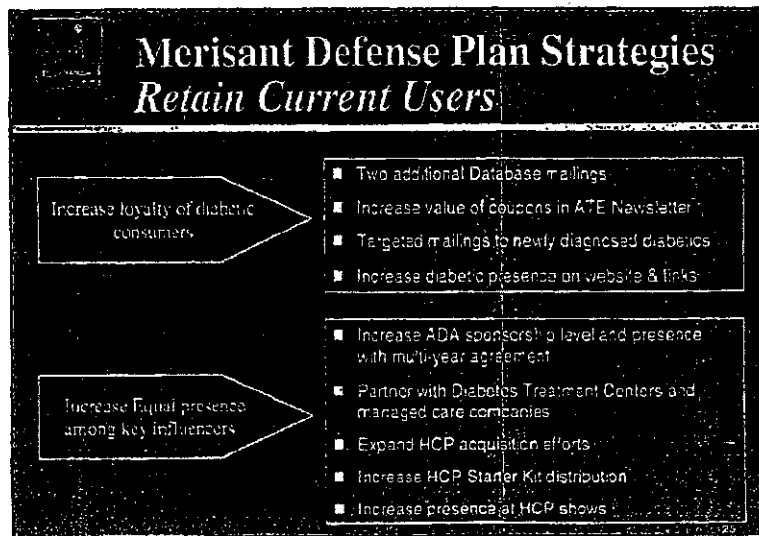 Merisant Defense Plan Strategies
Retain Current Users
Increase loyalty of diabetic
consumers
■ Two additional Database mailings
■ Increase value of coupons in ATE Newsletter
■ Targeted mailings to newly diagnosed diabetics
■ Increase diabetic presence on website & links
Increase Equal presence
among key influencers
■ Increase ADA sponsorship level and presence
with multi-year agreement
■ Partner with Diabetes Treatment Centers and
managed care companies
■ Expand HCP acquisition efforts
■ Increase HCP Starter Kit distribution
■ Increase presence at HCP shows
25